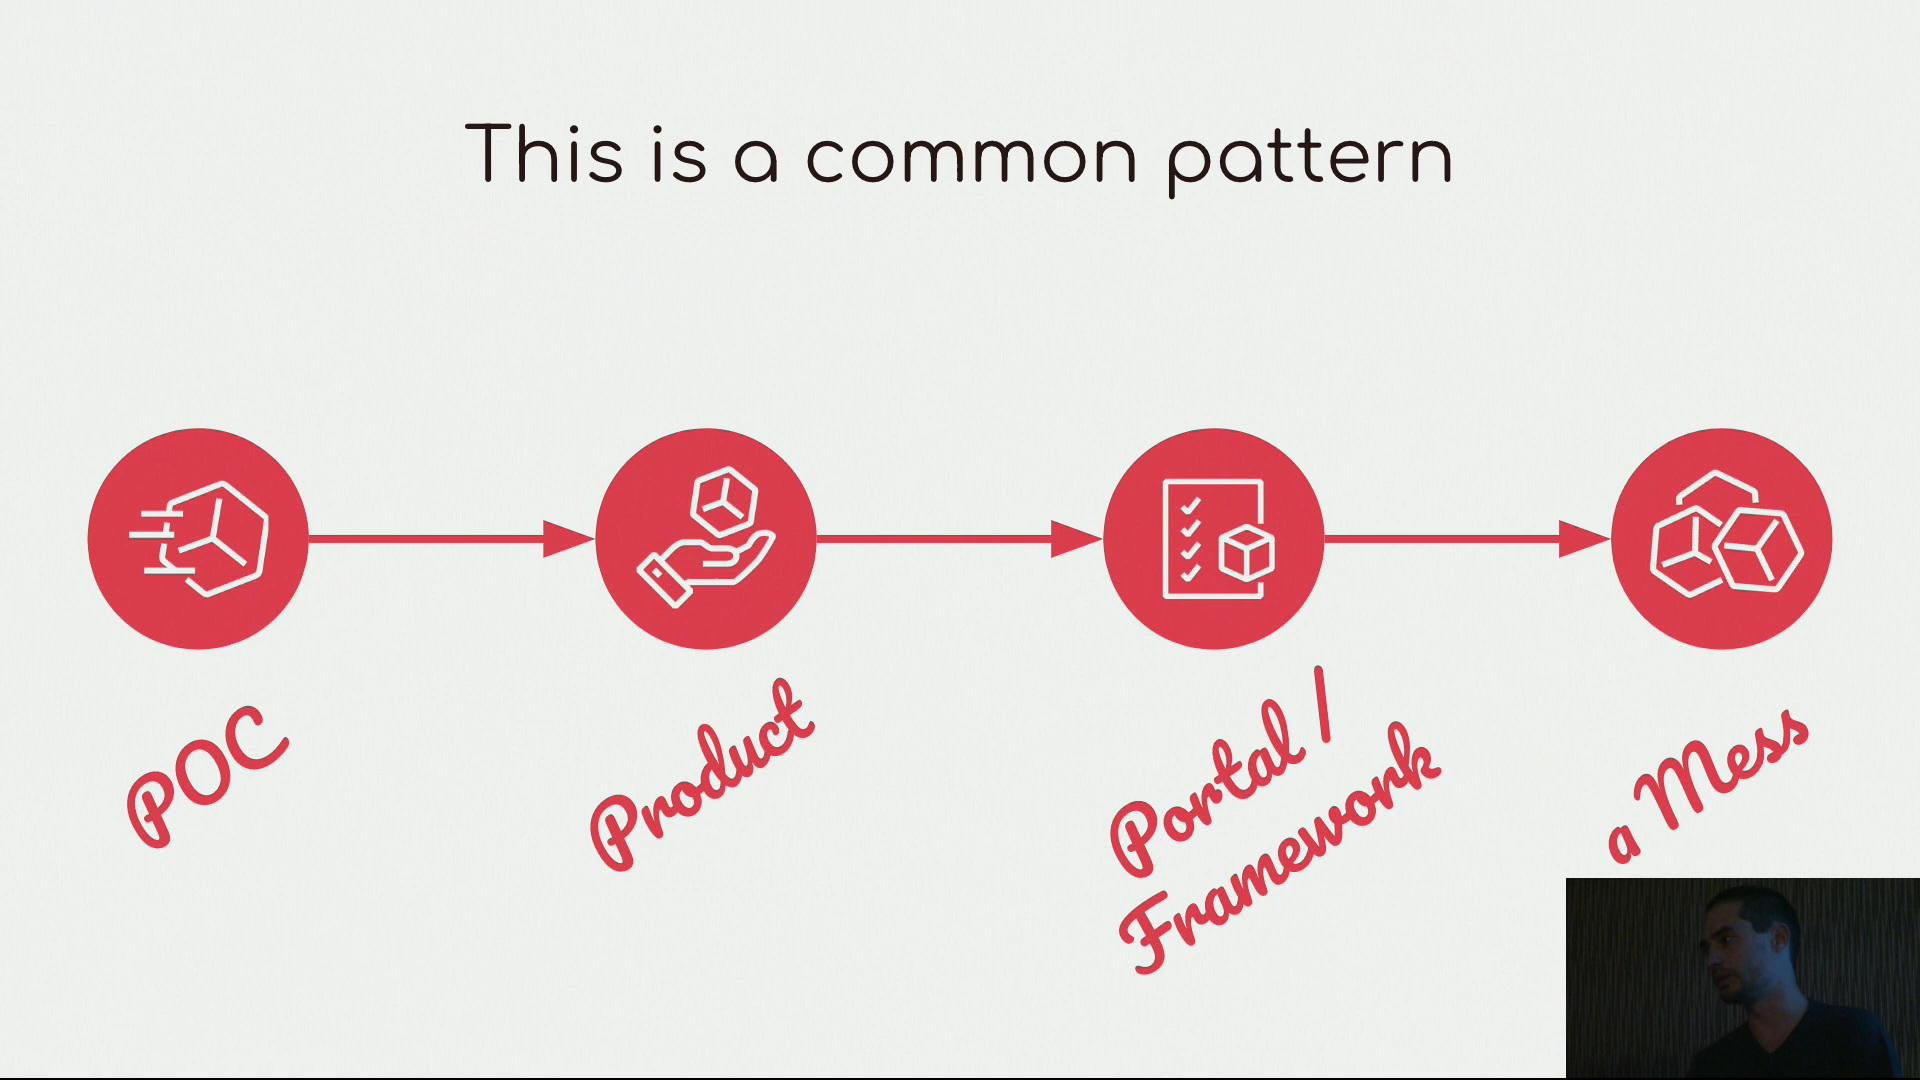 This is a common pattern
POC
Product
Portal /
Framework
a Mess